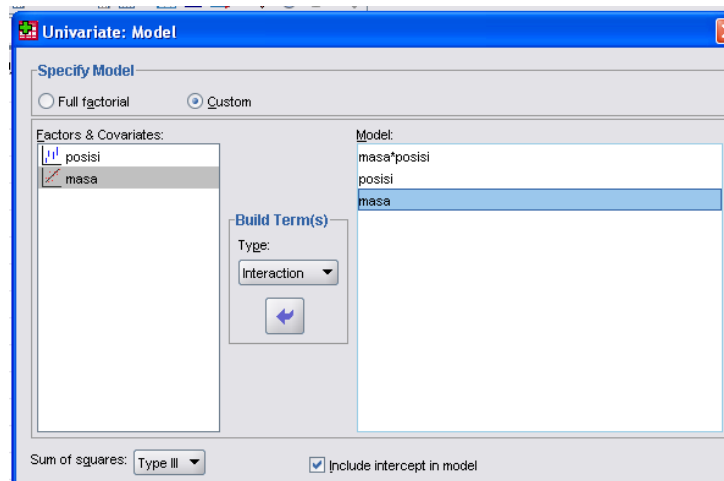 Univariate: Model
Specify Model
Full factorial
Custom
Factors & Covariates:
posisi
masa
Build Term(s)
Type:
Interaction
Model:
masa*posisi
posisi
masa
Sum of squares:
Type III
Include intercept in model